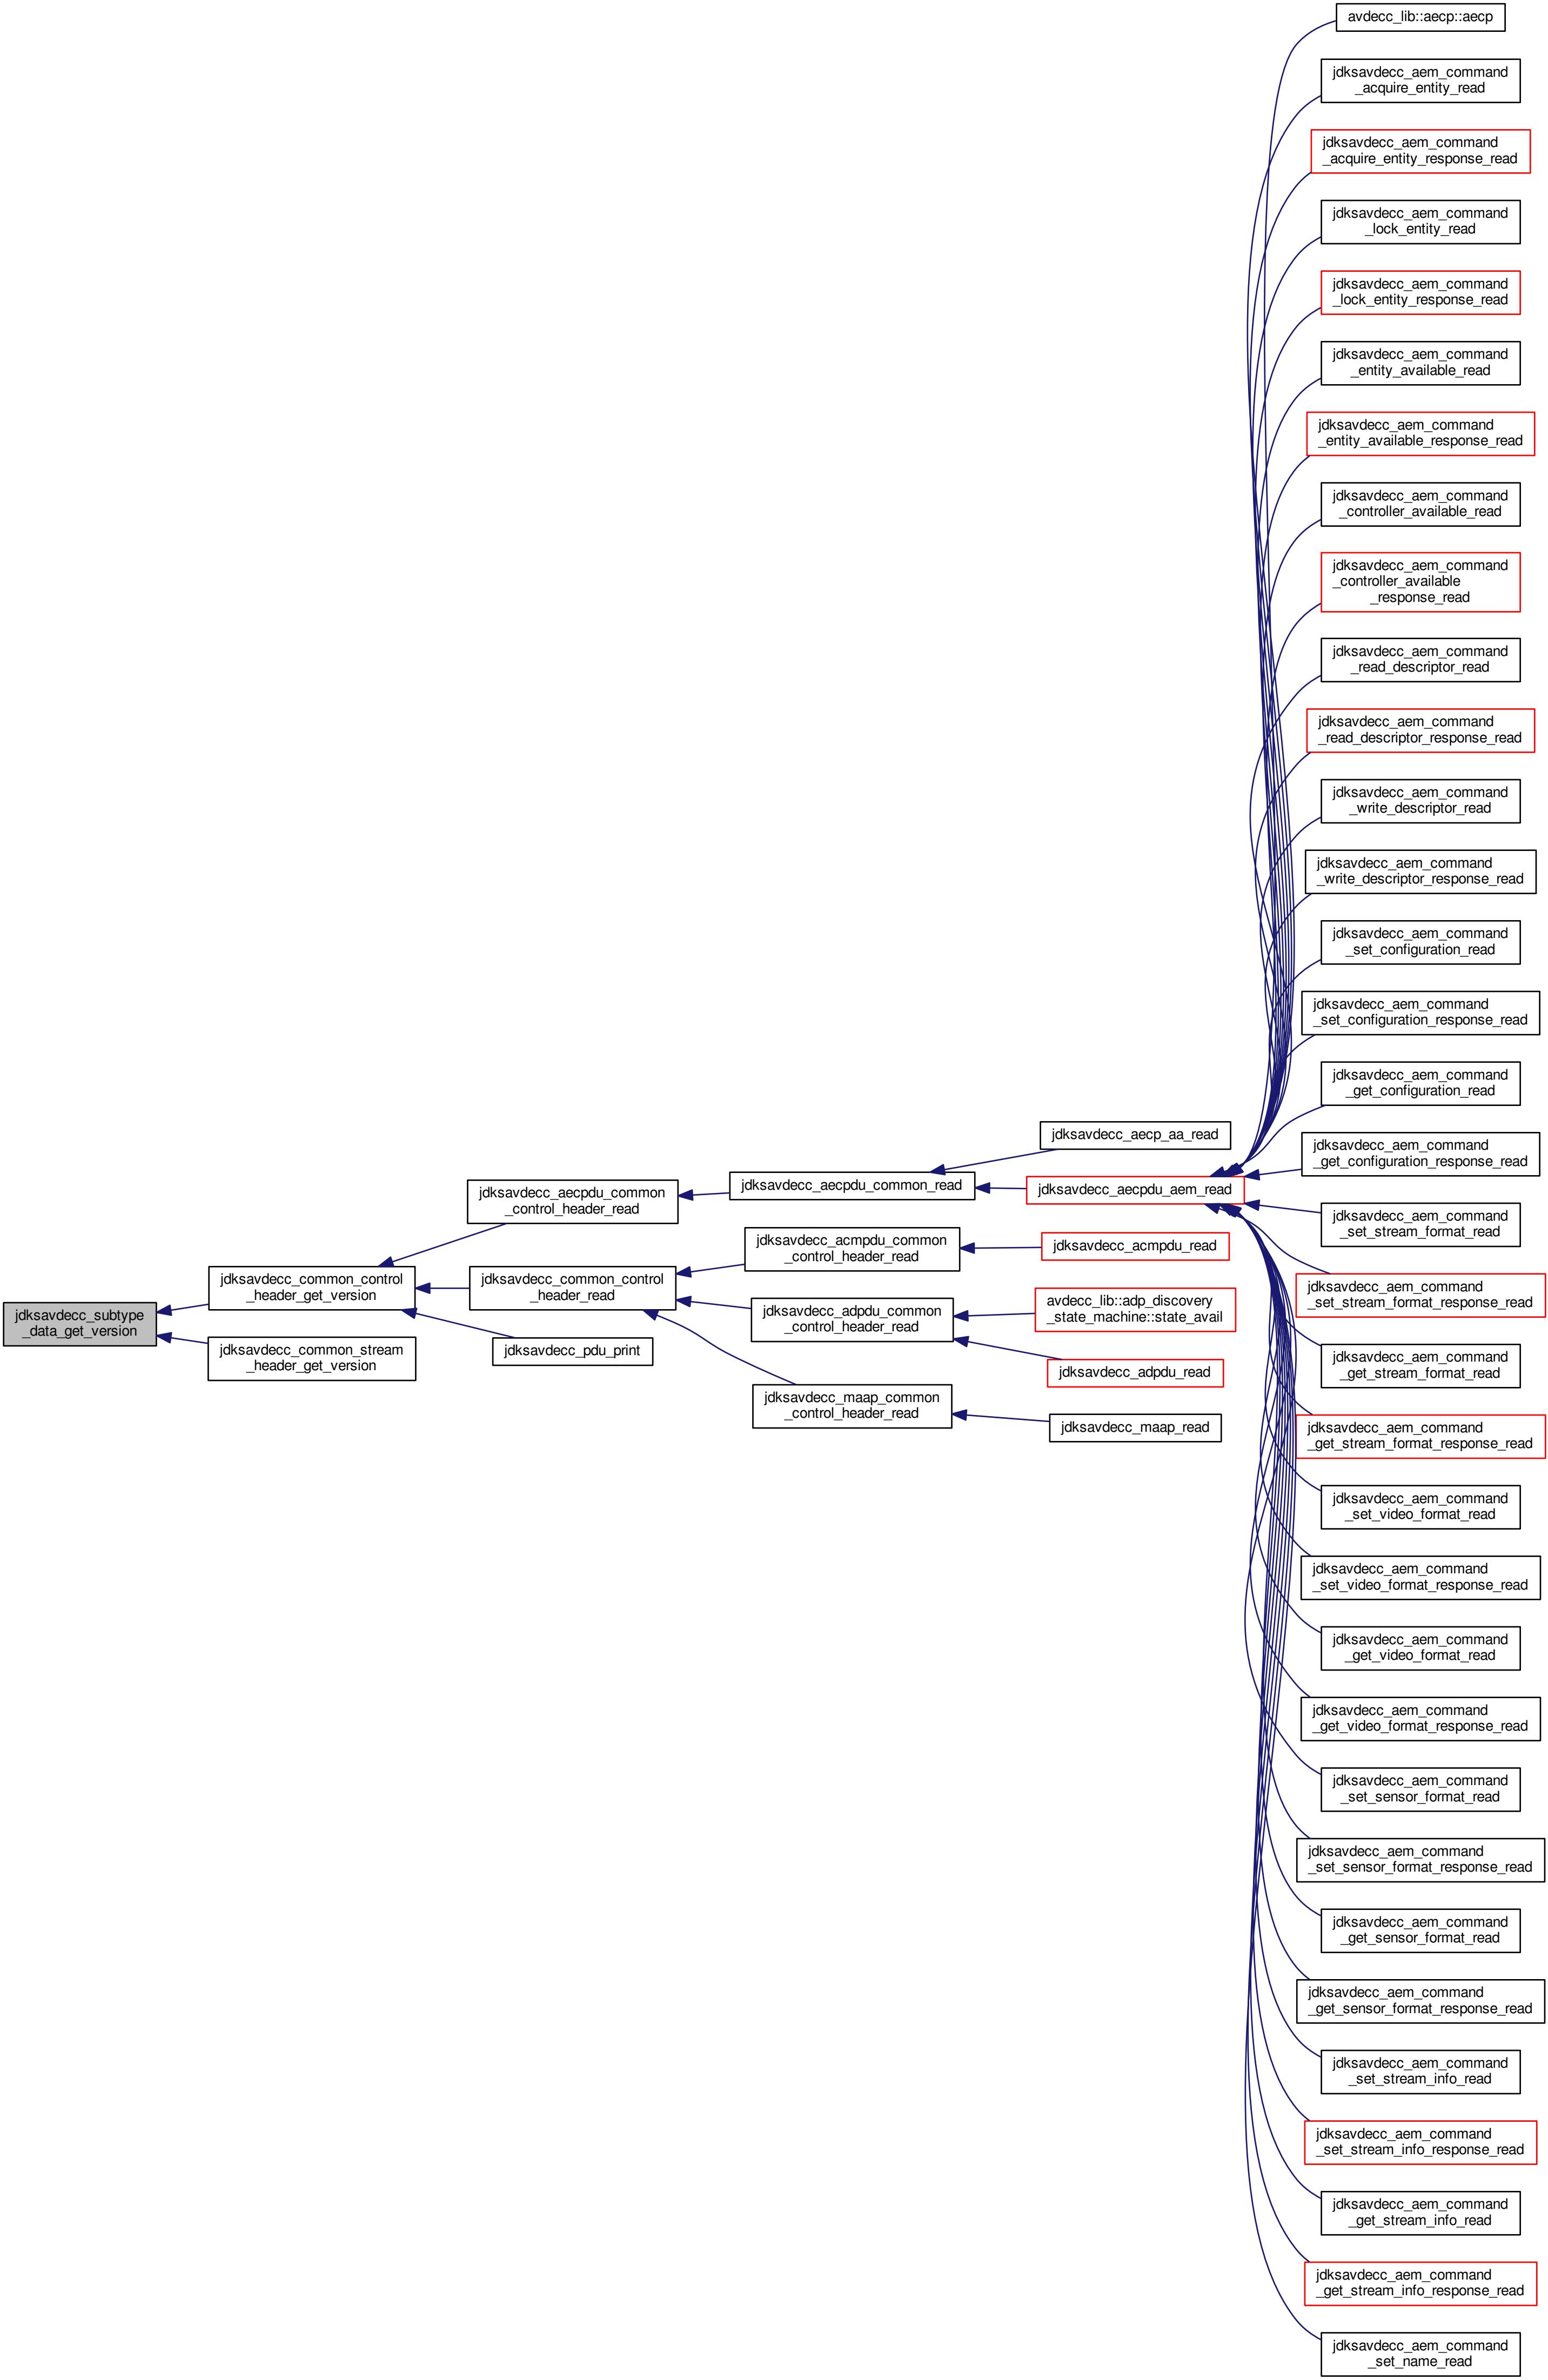 avdecc_lib::aecp::aecp
jdksavdecc_aem_command
_acquire_entity_read
jdksavdecc_aem_command
_acquire_entity_response_read
jdksavdecc_aem_command
_lock_entity_read
jdksavdecc_aem_command
_lock_entity_response_read
jdksavdecc_aem_command
_entity_available_read
jdksavdecc_aem_command
_entity_available_response_read
jdksavdecc_aem_command
_controller_available_read
jdksavdecc_aem_command
_controller_available
_response_read
jdksavdecc_aem_command
_read_descriptor_read
jdksavdecc_aem_command
_read_descriptor_response_read
jdksavdecc_aem_command
_write_descriptor_read
jdksavdecc_aem_command
_write_descriptor_response_read
jdksavdecc_aem_command
_set_configuration_read
jdksavdecc_aem_command
_set_configuration_response_read
jdksavdecc_aem_command
_get_configuration_read
jdksavdecc_aecp_aa_read
jdksavdecc_aem_command
_get_configuration_response_read
jdksavdecc_aecpdu_common
_control_header_read
jdksavdecc_aecpdu_common_read
jdksavdecc_aecpdu_aem_read
jdksavdecc_aem_command
_set_stream_format_read
jdksavdecc_acmpdu_common
_control_header_read
jdksavdecc_acmpdu_read
jdksavdecc_common_control
_header_get_version
jdksavdecc_common_control
_header_read
jdksavdecc_aem_command
_set_stream_format_response_read
jdksavdecc_subtype
_data_get_version
jdksavdecc_adpdu_common
_control_header_read
avdecc_lib::adp_discovery
_state_machine::state_avail
jdksavdecc_common_stream
_header_get_version
jdksavdecc_pdu_print
jdksavdecc_adpdu_read
jdksavdecc_aem_command
_get_stream_format_read
jdksavdecc_maap_common
_control_header_read
jdksavdecc_maap_read
jdksavdecc_aem_command
_get_stream_format_response_read
jdksavdecc_aem_command
_set_video_format_read
jdksavdecc_aem_command
_set_video_format_response_read
jdksavdecc_aem_command
_get_video_format_read
jdksavdecc_aem_command
_get_video_format_response_read
jdksavdecc_aem_command
_set_sensor_format_read
jdksavdecc_aem_command
_set_sensor_format_response_read
jdksavdecc_aem_command
_get_sensor_format_read
jdksavdecc_aem_command
_get_sensor_format_response_read
jdksavdecc_aem_command
_set_stream_info_read
jdksavdecc_aem_command
_set_stream_info_response_read
jdksavdecc_aem_command
_get_stream_info_read
jdksavdecc_aem_command
_get_stream_info_response_read
jdksavdecc_aem_command
_set_name_read